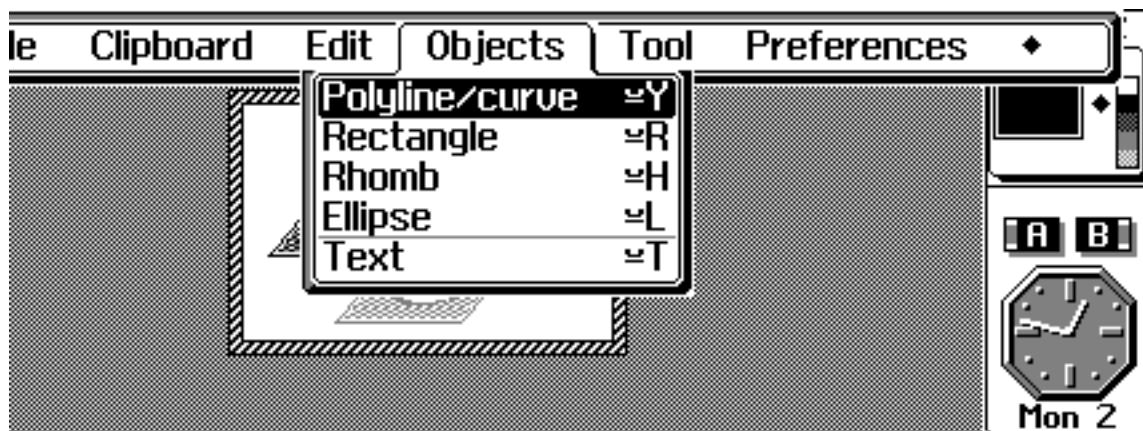 le Clipboard Edit Objects Tool Preferences
Polyline/curve Y
Rectangle R
Rhomb H
Ellipse L
Text T
A B
Mon 2